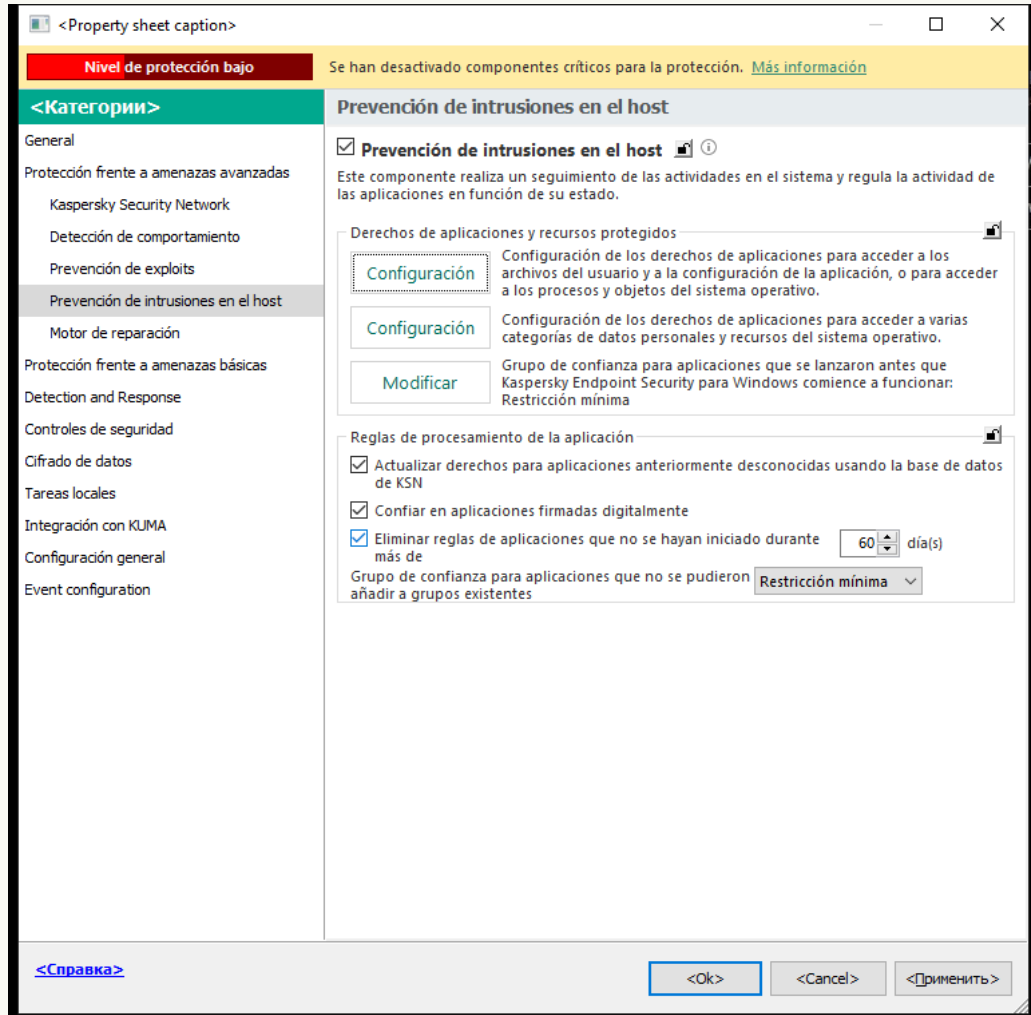 <Property sheet caption>
Nivel de protección bajo
Se han desactivado componentes críticos para la protección. Más información
<Категории>
General
Protección frente a amenazas avanzadas
Kaspersky Security Network
Detección de comportamiento
Prevención de exploits
Prevención de intrusiones en el host
Motor de reparación
Protección frente a amenazas básicas
Detection and Response
Controles de seguridad
Cifrado de datos
Tareas locales
Integración con KUMA
Configuración general
Event configuration
Prevención de intrusiones en el host
Prevención de intrusiones en el host
Este componente realiza un seguimiento de las actividades en el sistema y regula la actividad de
las aplicaciones en función de su estado.
Derechos de aplicaciones y recursos protegidos
Configuración
Configuración de los derechos de aplicaciones para acceder a los
archivos del usuario y a la configuración de la aplicación, o para acceder
a los procesos y objetos del sistema operativo.
Configuración
Configuración de los derechos de aplicaciones para acceder a varias
categorías de datos personales y recursos del sistema operativo.
Modificar
Grupo de confianza para aplicaciones que se lanzaron antes que
Kaspersky Endpoint Security para Windows comience a funcionar:
Restricción mínima
Reglas de procesamiento de la aplicación
Actualizar derechos para aplicaciones anteriormente desconocidas usando la base de datos
de KSN
Confiar en aplicaciones firmadas digitalmente
Eliminar reglas de aplicaciones que no se hayan iniciado durante
más de
60 día(s)
Grupo de confianza para aplicaciones que no se pudieron
añadir a grupos existentes
Restricción mínima
<Справка>
<Ok>
<Cancel>
<Применить>